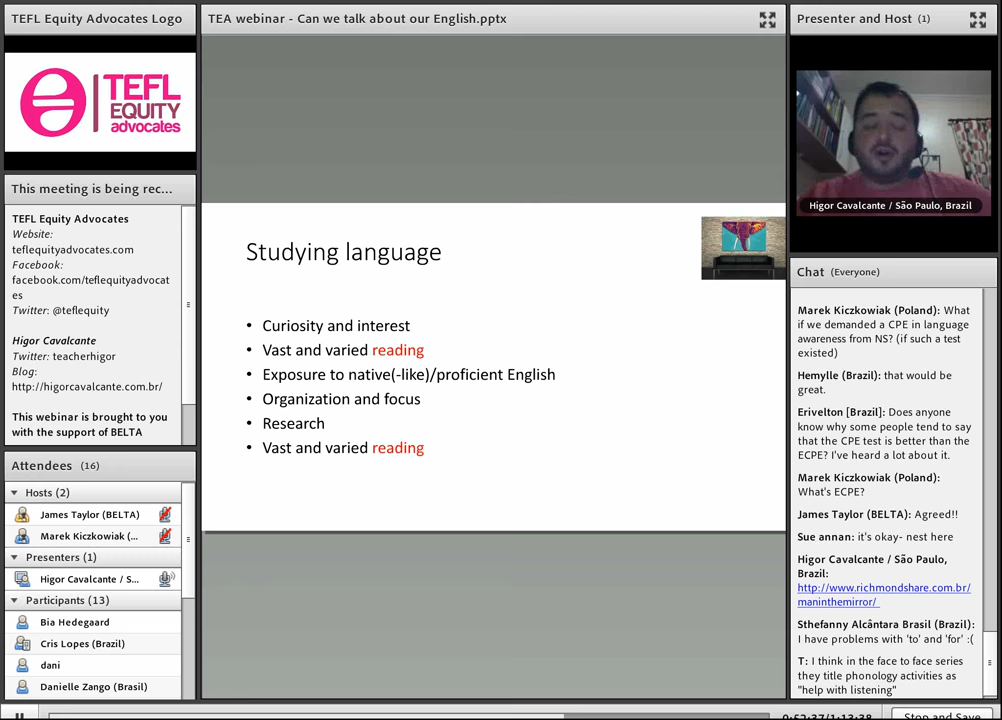 TEFL Equity Advocates Logo
TEFL
EQUITY
advocates
This meeting is being rec...
TEFL Equity Advocates
Website:
teflequityadvocates.com
Facebook:
facebook.com/teflequityadvocat
es
Twitter: @teflequity
Higor Cavalcante
Twitter: teacherhigor
Blog:
http://higorcavalcante.com.br/
This webinar is brought to you
with the support of BELTA
Attendees (16)
Hosts (2)
James Taylor (BELTA)
Marek Kiczkowiak (...
Presenters (1)
Higor Cavalcante / S...
Participants (13)
Bia Hedegaard
Cris Lopes (Brazil)
dani
Danielle Zango (Brasil)
TEA webinar - Can we talk about our English.pptx
Studying language
• Curiosity and interest
• Vast and varied reading
• Exposure to native(-like)/proficient English
• Organization and focus
• Research
• Vast and varied reading
Presenter and Host (1)
Higor Cavalcante / São Paulo, Brazil
Chat (Everyone)
Marek Kiczkowiak (Poland): What
if we demanded a CPE in language
awareness from NS? (if such a test
existed)
Hemylle (Brazil): that would be
great.
Erivelton [Brazil]: Does anyone
know why some people tend to say
that the CPE test is better than the
ECPE? I've heard a lot about it.
Marek Kiczkowiak (Poland):
What's ECPE?
James Taylor (BELTA): Agreed!!
Sue annan: it's okay- nest here
Higor Cavalcante / São Paulo,
Brazil:
http://www.richmondshare.com.br/
maninthemirror/
Sthefanny Alcântara Brasil (Brazil):
I have problems with 'to' and 'for' :(
T: I think in the face to face series
they title phonology activities as
"help with listening"
0:52:37/1:13:38
Stop and Save